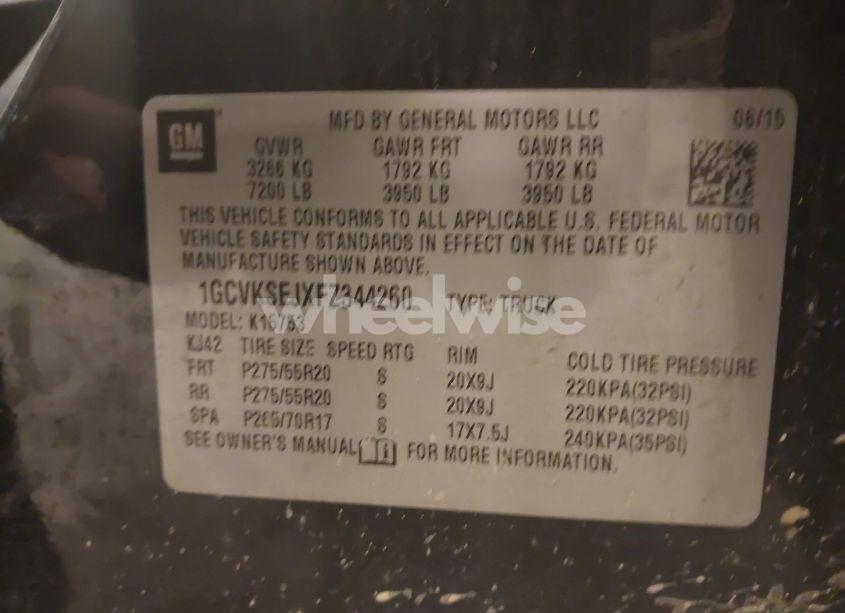 GM
MFD BY GENERAL MOTORS LLC 06/15
GVWR GAWR FRT GAWR RR
3266 KG 1792 KG 1792 KG
7200 LB 3950 LB 3950 LB
THIS VEHICLE CONFORMS TO ALL APPLICABLE U.S. FEDERAL MOTOR
VEHICLE SAFETY STANDARDS IN EFFECT ON THE DATE OF
MANUFACTURE SHOWN ABOVE.
TYPE: TRUCK
wheelwise
MODEL: K15753
KJ42 TIRE SIZE SPEED RTG RIM COLD TIRE PRESSURE
FRT P275/55R20 S 20X9J 220KPA(32PSI)
RR P275/55R20 S 20X9J 220KPA(32PSI)
SPA P265/70R17 S 17X7.5J 240KPA(35PSI)
SEE OWNER'S MANUAL FOR MORE INFORMATION.